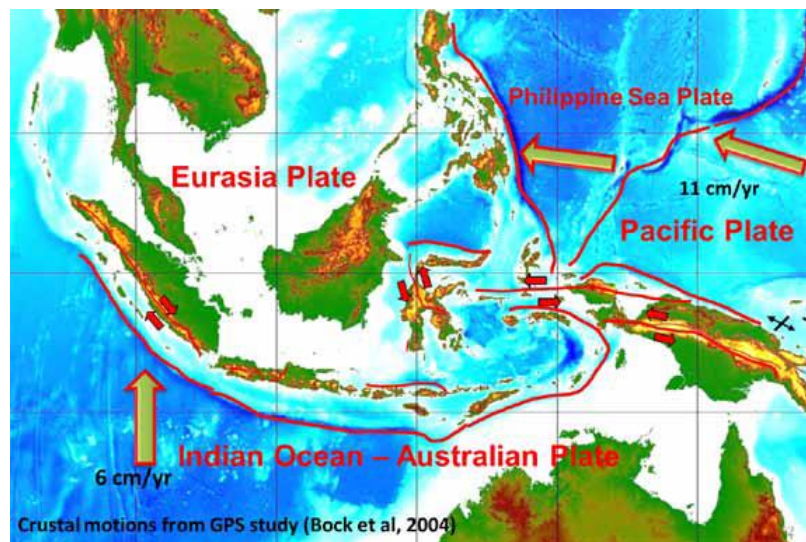 Philippine Sea Plate
Eurasia Plate
11 cm/yr
Pacific Plate
Indian Ocean – Australian Plate
6 cm/yr
Crustal motions from GPS study (Bock et al, 2004)